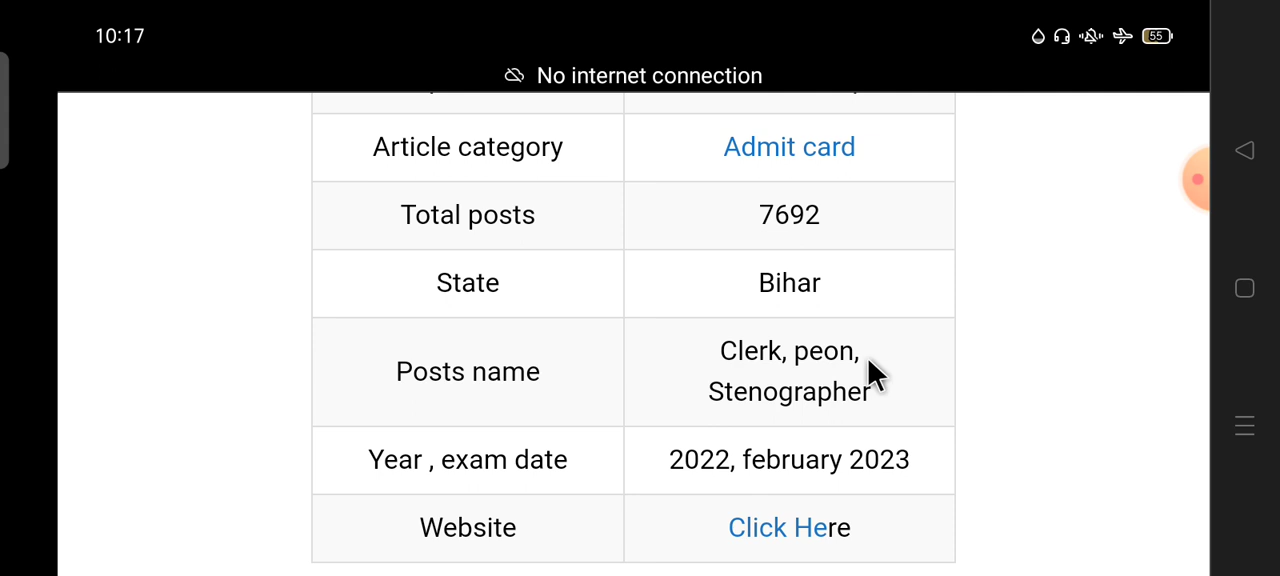 10:17
55
No internet connection
Article category Admit card
Total posts 7692
State Bihar
Posts name Clerk, peon,
Stenographer
Year , exam date 2022, february 2023
Website Click Here